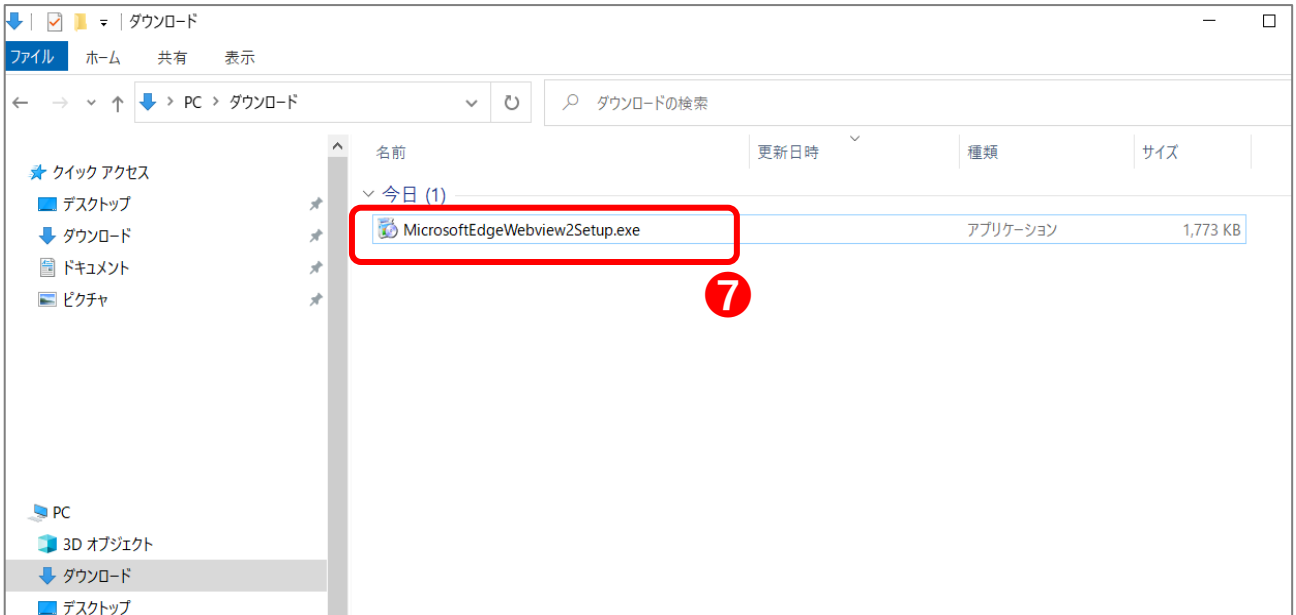 ダウンロード
ファイル ホーム 共有 表示
PC ダウンロード ダウンロードの検索
名前 更新日時 種類 サイズ
クイック アクセス
デスクトップ
ダウンロード
ドキュメント
ピクチャ
今日 (1)
MicrosoftEdgeWebview2Setup.exe アプリケーション 1,773 KB
7
PC
3D オブジェクト
ダウンロード
デスクトップ